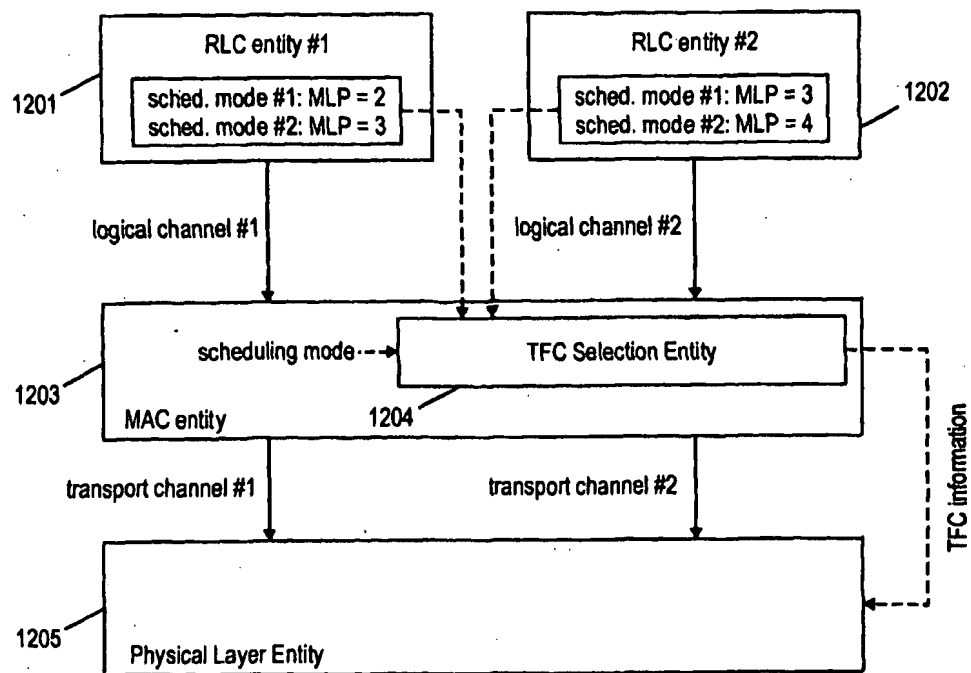 RLC entity #1
sched. mode #1: MLP = 2
sched. mode #2: MLP = 3
1201
RLC entity #2
sched. mode #1: MLP = 3
sched. mode #2: MLP = 4
1202
logical channel #1
logical channel #2
scheduling mode
TFC Selection Entity
1203
1204
MAC entity
transport channel #1
transport channel #2
TFC information
1205
Physical Layer Entity